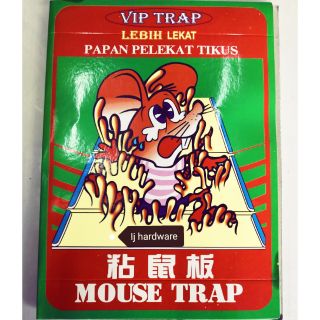 VIP TRAP
LEBIH LEKAT
PAPAN PELEKAT TIKUS
lj hardware
粘鼠板
MOUSE TRAP